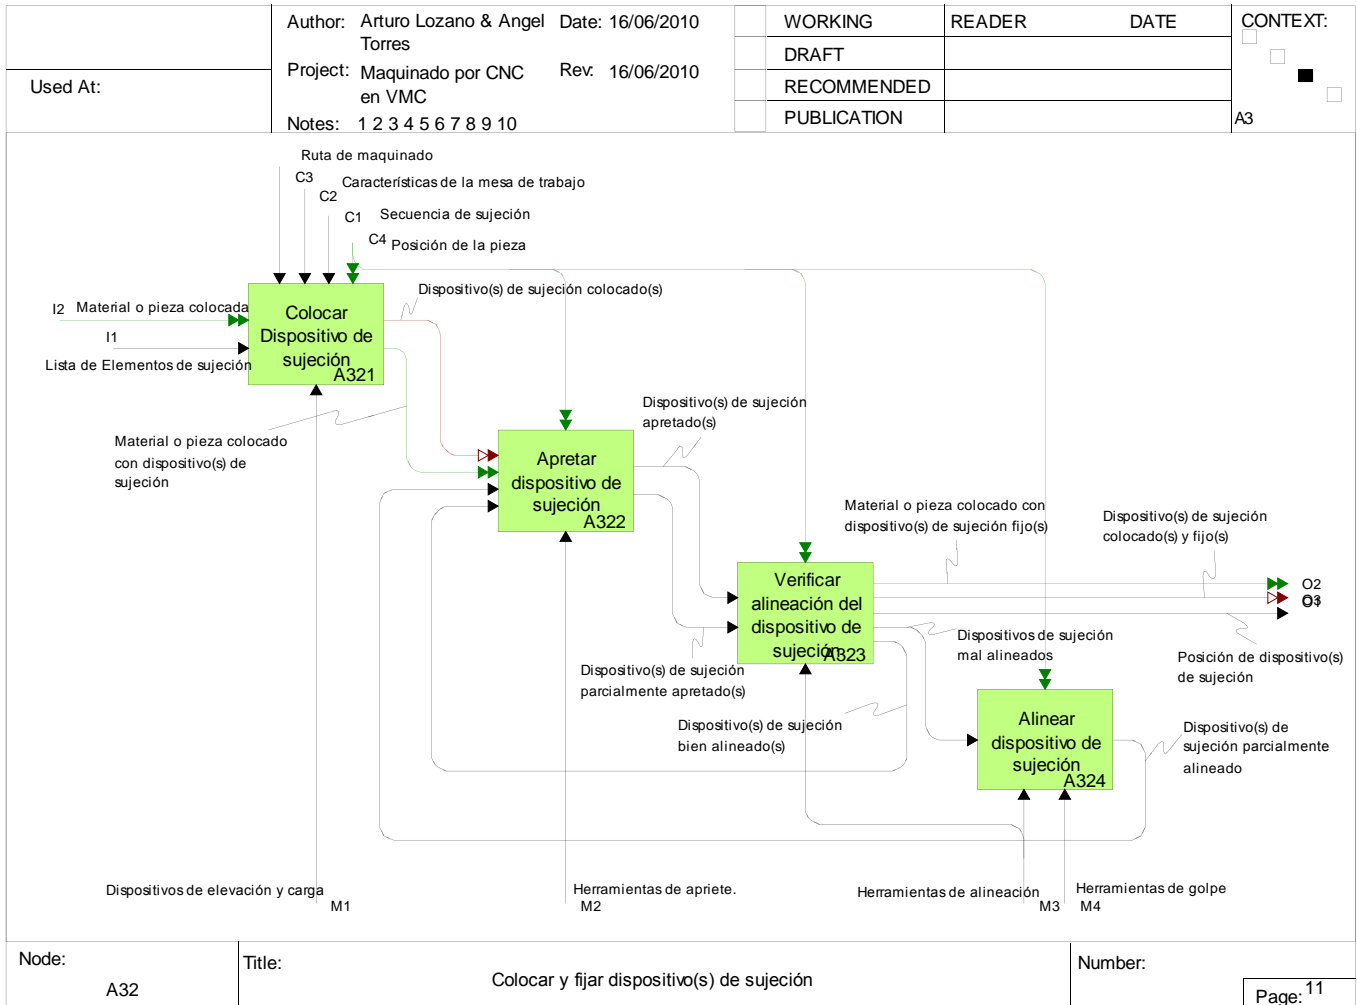 Used At:
Author: Arturo Lozano & Angel
Torres
Date: 16/06/2010
Project: Maquinado por CNC
en VMC
Rev: 16/06/2010
Notes: 1 2 3 4 5 6 7 8 9 10
WORKING
DRAFT
RECOMMENDED
PUBLICATION
READER DATE
CONTEXT:
A3
Ruta de maquinado
C3
Características de la mesa de trabajo
C2
C1 Secuencia de sujeción
C4 Posición de la pieza
I2 Material o pieza colocada
I1
Lista de Elementos de sujeción
Colocar
Dispositivo de
sujeción
A321
Dispositivo(s) de sujeción colocado(s)
Material o pieza colocado
con dispositivo(s) de
sujeción
Apretar
dispositivo de
sujeción
A322
Dispositivo(s) de sujeción
apretado(s)
Dispositivo(s) de sujeción
parcialmente apretado(s)
Verificar
alineación del
dispositivo de
sujeción
A323
Material o pieza colocado con
dispositivo(s) de sujeción fijo(s)
Dispositivo(s) de sujeción
colocado(s) y fijo(s)
O2
O3
O1
Dispositivos de sujeción
mal alineados
Posición de dispositivo(s)
de sujeción
Dispositivo(s) de sujeción
bien alineado(s)
Alinear
dispositivo de
sujeción
A324
Dispositivo(s) de
sujeción parcialmente
alineado
Dispositivos de elevación y carga
M1
Herramientas de apriete.
M2
Herramientas de alineación
M3
Herramientas de golpe
M4
Node:
A32
Title:
Colocar y fijar dispositivo(s) de sujeción
Number:
Page: 11